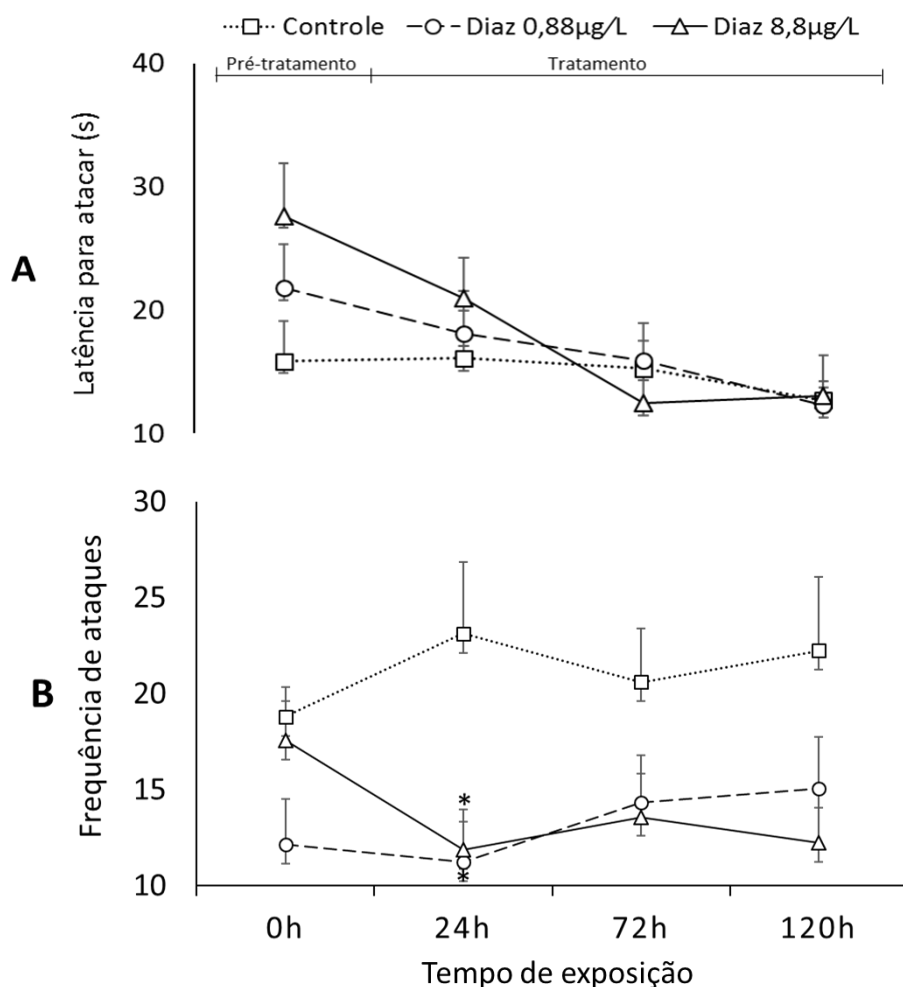 Controle Diaz 0,88µg/L Diaz 8,8µg/L
Pré-tratamento Tratamento
A
Latência para atacar (s)
40
30
20
10
B
Frequência de ataques
30
25
20
15
10
*
*
0h 24h 72h 120h
Tempo de exposição